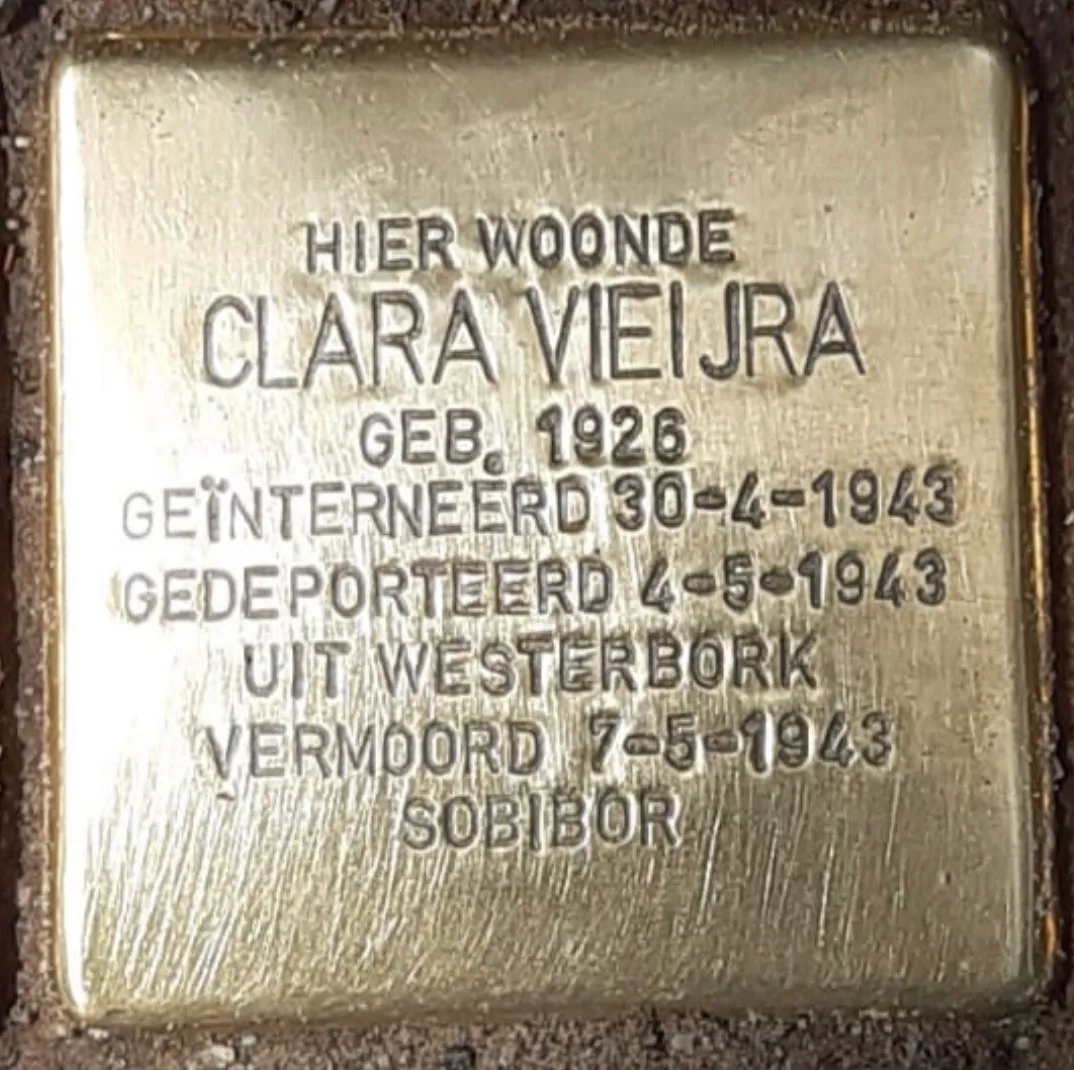 HIER WOONDE
CLARA VIEIJRA
GEB. 1926
GEÏNTERNEERD 30-4-1943
GEDEPORTEERD 4-5-1943
UIT WESTERBORK
VERMOORD 7-5-1943
SOBIBOR